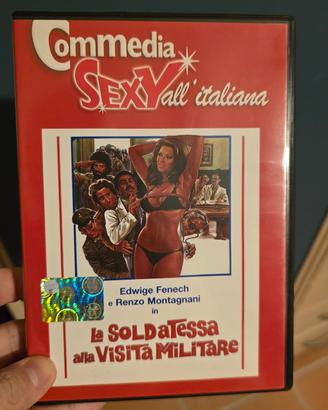 Commedia
SEXY all'italiana
Edwige Fenech
e Renzo Montagnani
in
la SOLDATESSA
alla VISITA MILITARE